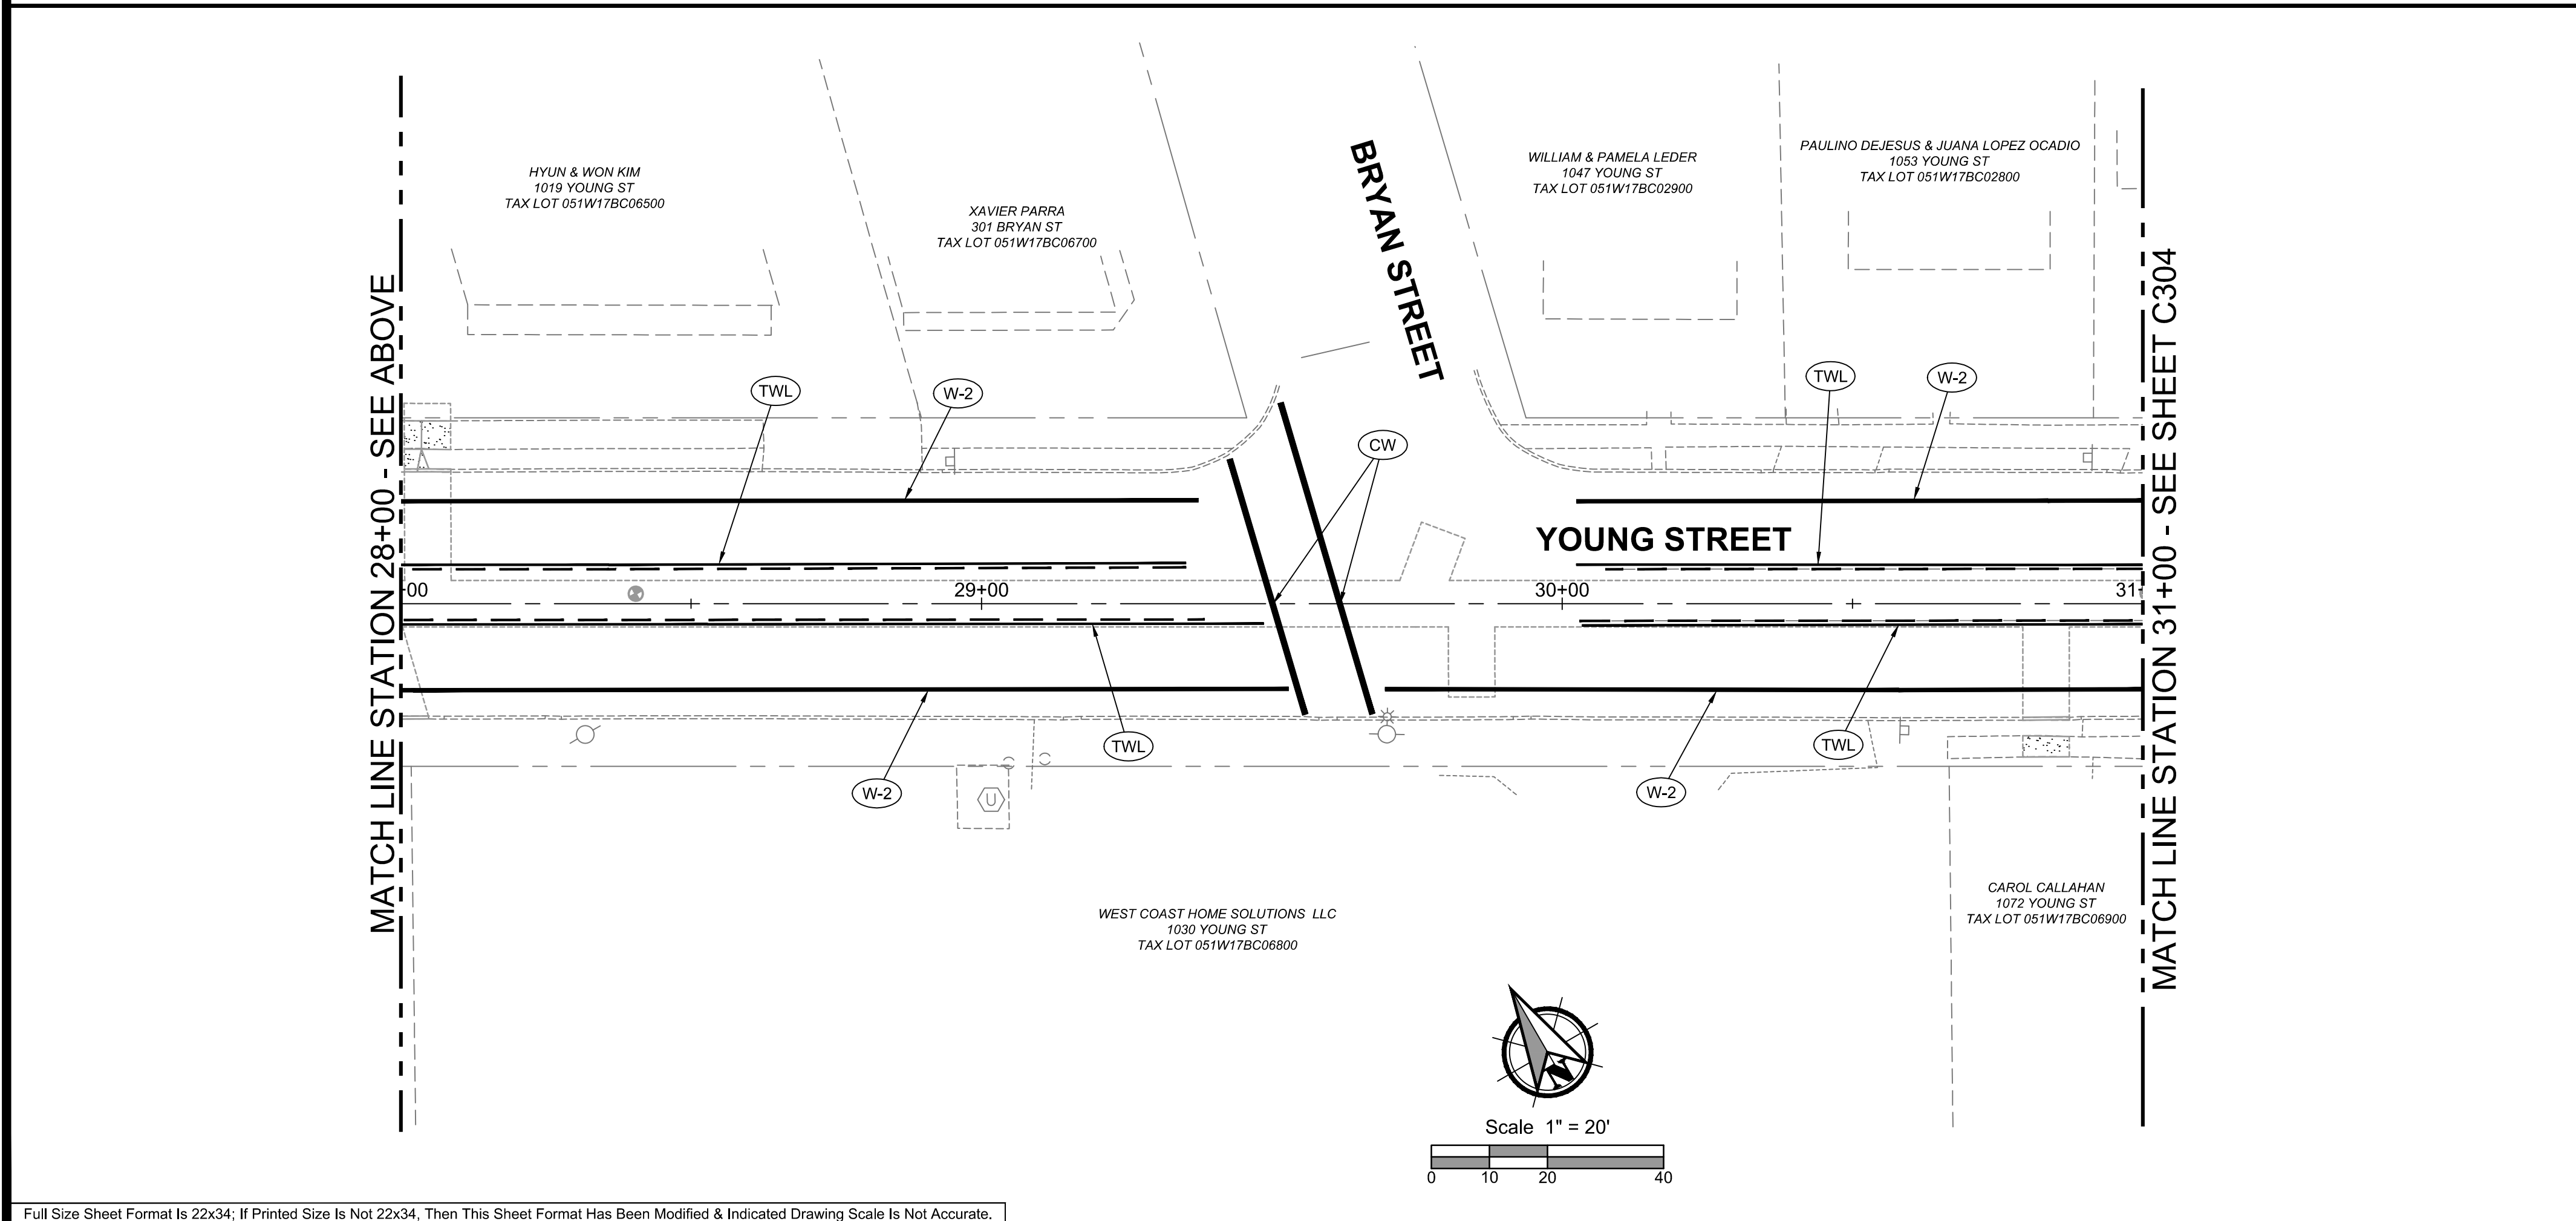 MATCH LINE STATION 28+00 - SEE ABOVE
HYUN & WON KIM
1019 YOUNG ST
TAX LOT 051W17BC06500
XAVIER PARRA
301 BRYAN ST
TAX LOT 051W17BC06700
BRYAN STREET
WILLIAM & PAMELA LEDER
1047 YOUNG ST
TAX LOT 051W17BC02900
PAULINO DEJESUS & JUANA LOPEZ OCADIO
1053 YOUNG ST
TAX LOT 051W17BC02800
MATCH LINE STATION 31+00 - SEE SHEET C304
TWL
W-2
CW
TWL
W-2
YOUNG STREET
+00
29+00
30+00
31+
W-2
TWL
W-2
TWL
U
WEST COAST HOME SOLUTIONS LLC
1030 YOUNG ST
TAX LOT 051W17BC06800
CAROL CALLAHAN
1072 YOUNG ST
TAX LOT 051W17BC06900
N
Scale 1" = 20'
0 10 20 40
Full Size Sheet Format Is 22x34; If Printed Size Is Not 22x34, Then This Sheet Format Has Been Modified & Indicated Drawing Scale Is Not Accurate.